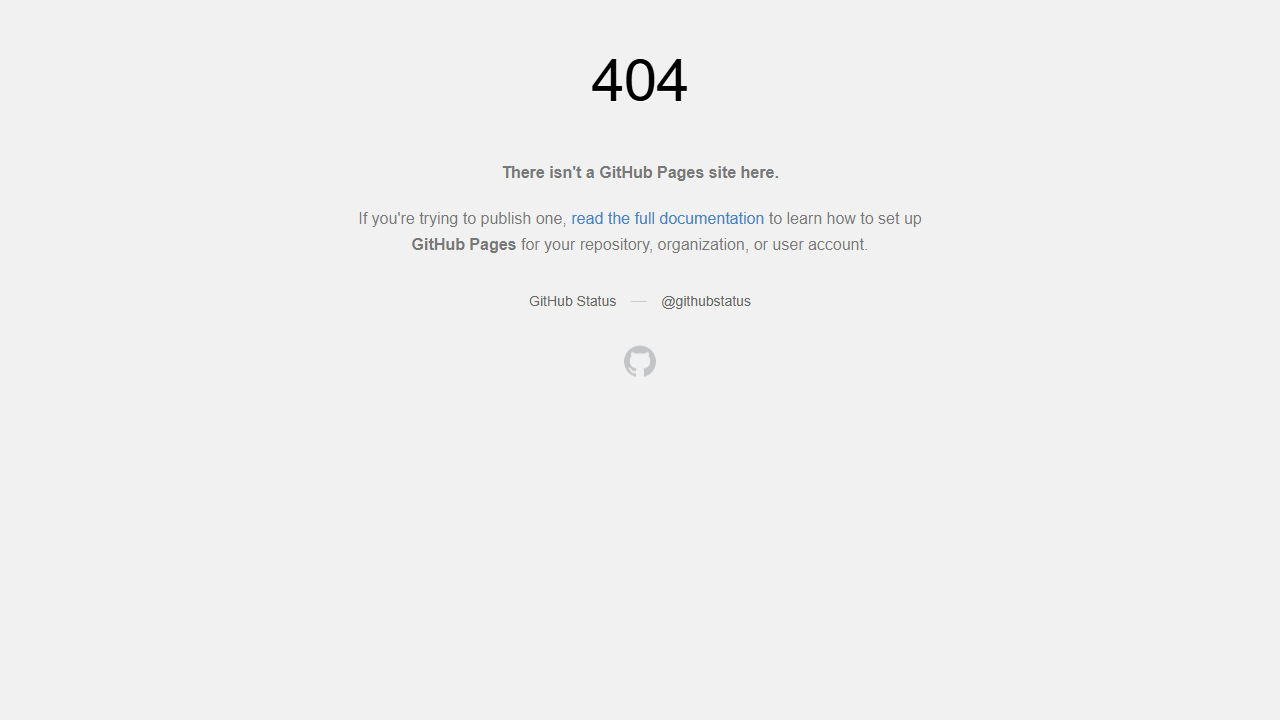 404
There isn't a GitHub Pages site here.
If you're trying to publish one, read the full documentation to learn how to set up
GitHub Pages for your repository, organization, or user account.
GitHub Status — @githubstatus